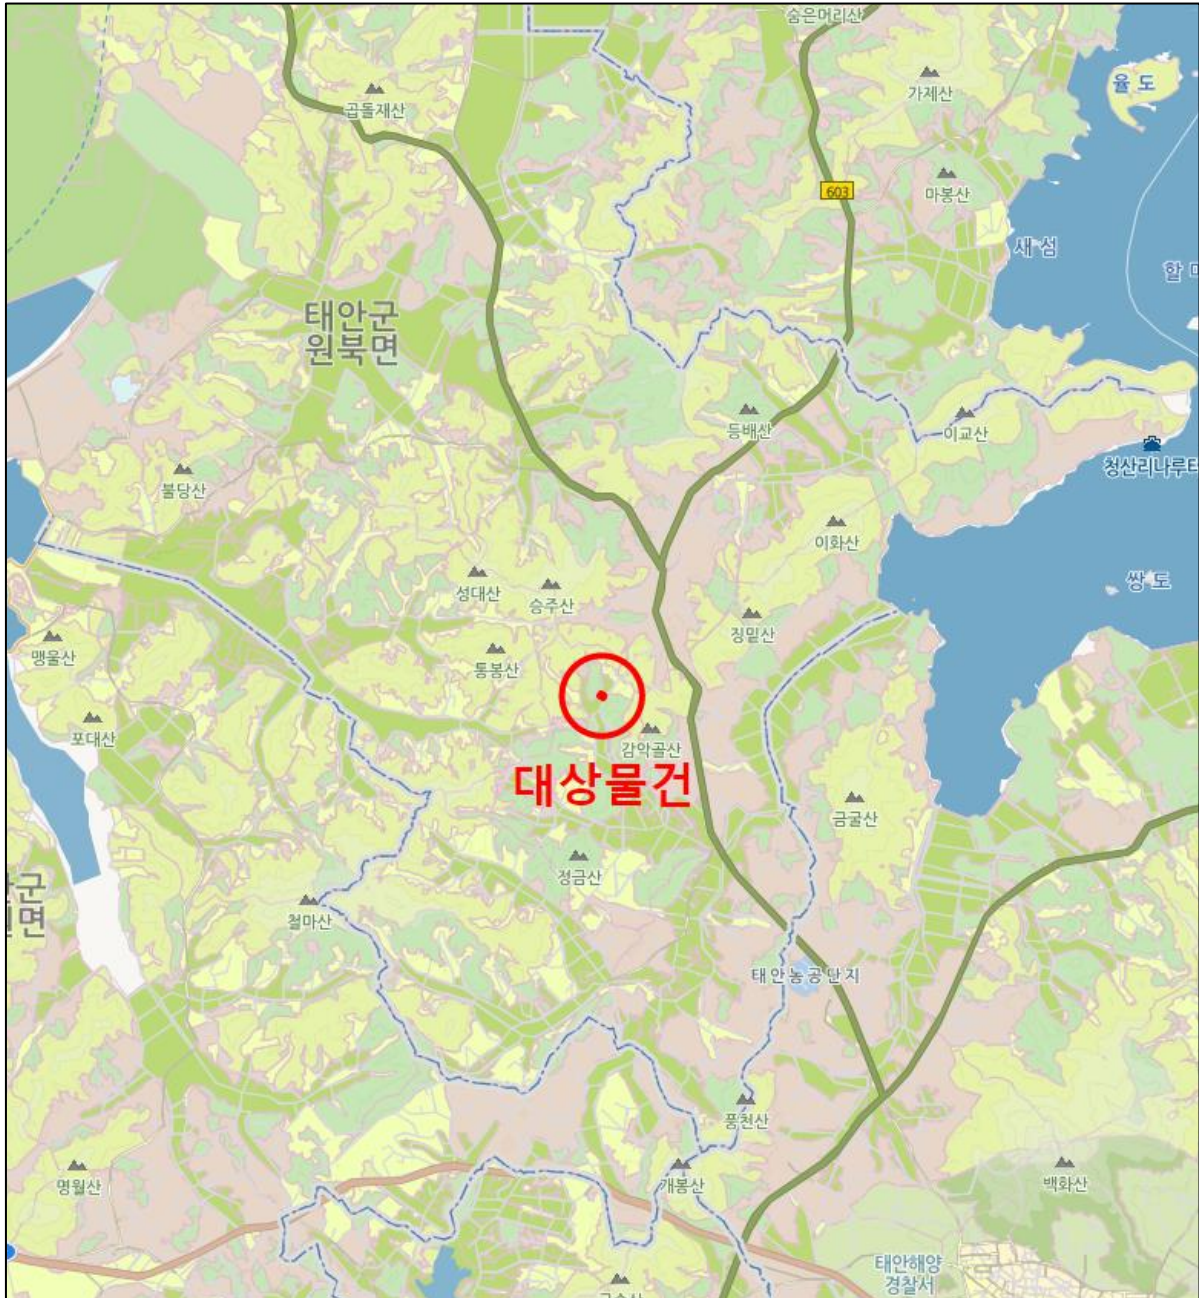 숨은머리산
가제산
율도
곱돌재산
603
마봉산
새섬
태안군
원북면
등배산
이교산
청산리나루터
불당산
이화산
성대산
승주산
쌍도
징밑산
맹울산
통봉산
포대산
감악골산
대상물건
금굴산
정금산
군
면
철마산
태안농공단지
풍천산
명월산
개봉산
백화산
태안해양
경찰서